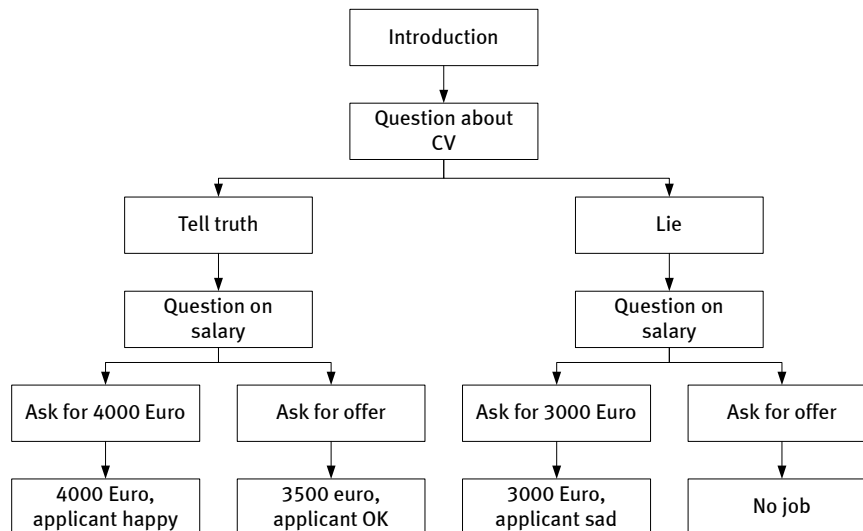 Introduction
Question about
CV
Tell truth
Lie
Question on
salary
Question on
salary
Ask for 4000 Euro
Ask for offer
Ask for 3000 Euro
Ask for offer
4000 Euro,
applicant happy
3500 euro,
applicant OK
3000 Euro,
applicant sad
No job